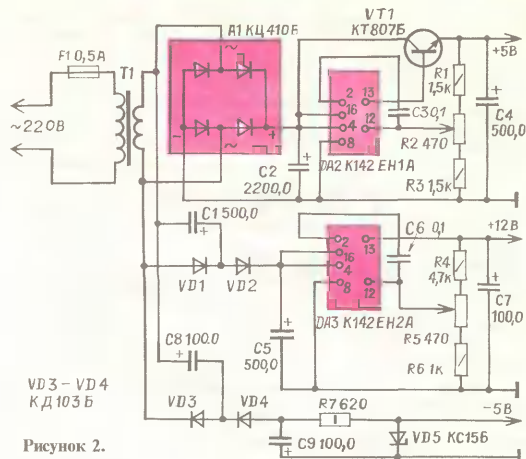 F1 0,5А
T1
~220В
А1 КЦ410Б
~
~
-
+
VT1
КТ807Б
+5В
R1
1,5к
C4
500,0
+
2
13
16
4
12
8
C3 0,1
R2 470
R3 1,5к
DA2 К142 ЕН1А
+
C2
2200,0
C1 500,0
+
VD1
VD2
2
13
16
4
8
12
C6 0,1
+12В
R4
4,7к
+
C7
100,0
R5 470
R6 1к
DA3 К142ЕН2А
+
C5
500,0
C8 100,0
+
VD3 – VD4
КД103Б
VD3
VD4
R7 620
-5В
C9 100,0
+
VD5 КС156
Рисунок 2.